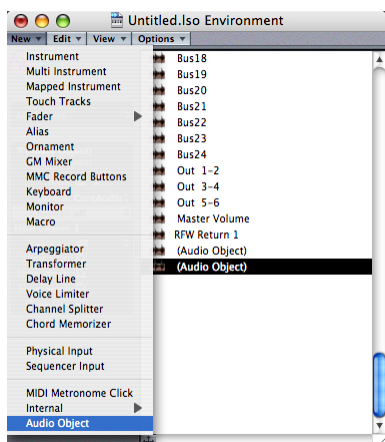 Untitled.lso Environment
New Edit View Options
Instrument
Multi Instrument
Mapped Instrument
Touch Tracks
Fader
Alias
Ornament
GM Mixer
MMC Record Buttons
Keyboard
Monitor
Macro
Arpeggiator
Transformer
Delay Line
Voice Limiter
Channel Splitter
Chord Memorizer
Physical Input
Sequencer Input
MIDI Metronome Click
Internal
Audio Object
Bus18
Bus19
Bus20
Bus21
Bus22
Bus23
Bus24
Out 1-2
Out 3-4
Out 5-6
Master Volume
RFW Return 1
(Audio Object)
(Audio Object)